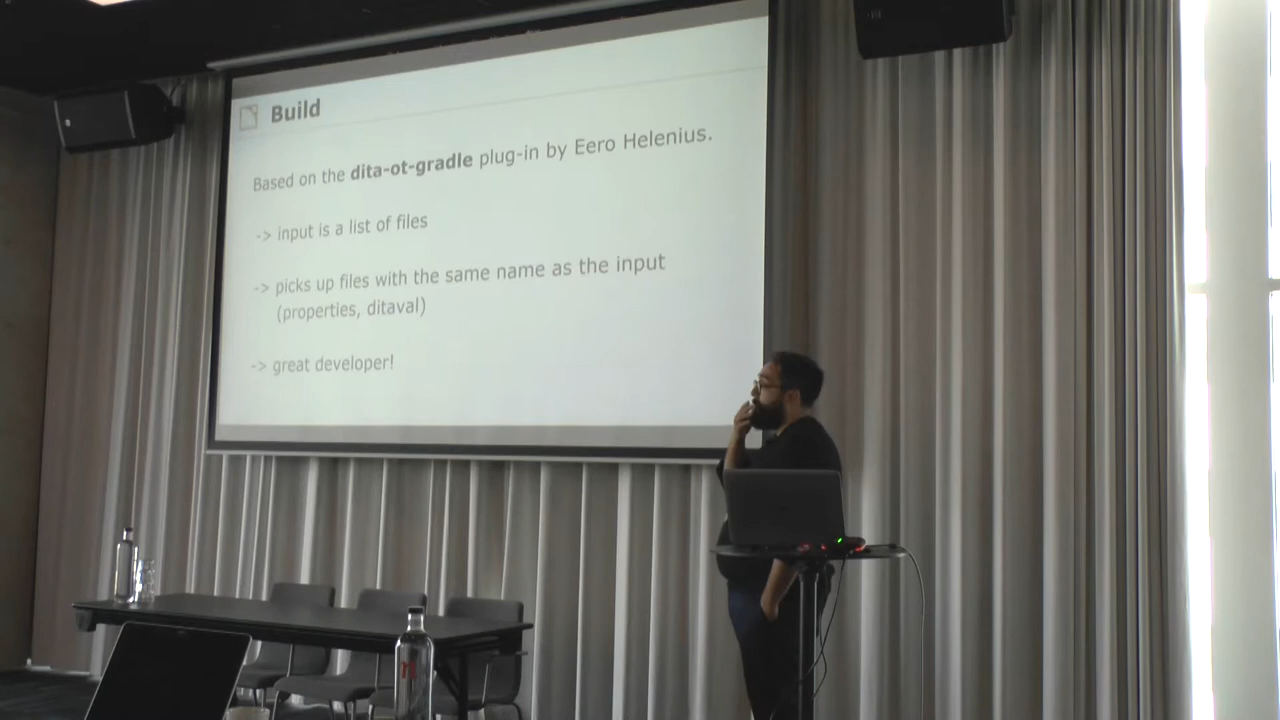 Build
Based on the dita-ot-gradle plug-in by Eero Helenius.
-> input is a list of files
-> picks up files with the same name as the input
(properties, ditaval)
-> great developer!